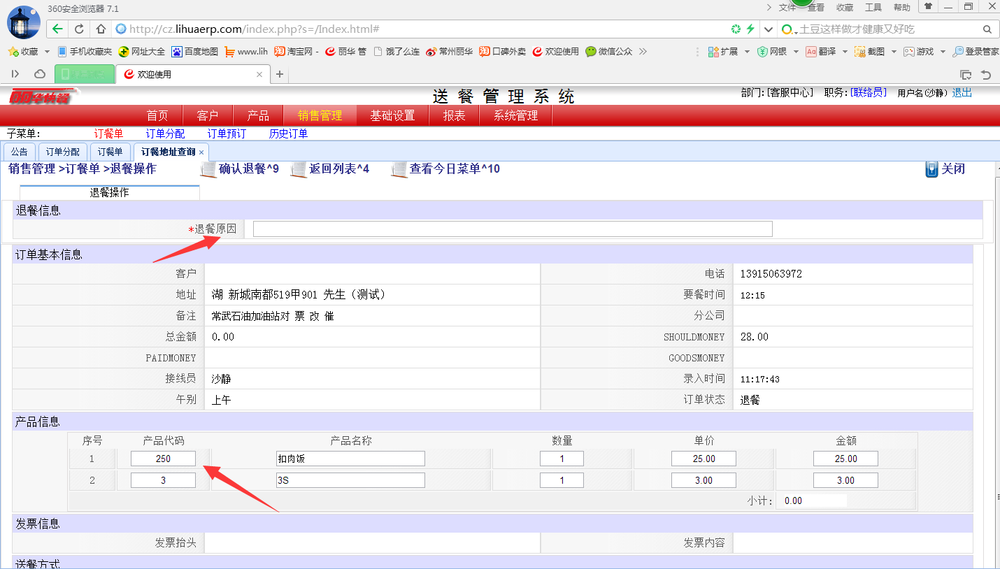 360安全浏览器 7.1
文件 查看 收藏 工具 帮助
http://cz.lihuaerp.com/index.php?s=/Index.html#
土豆这样做才健康又好吃
收藏 手机收藏夹 网址大全 百度地图 www.lih 淘宝网 - 丽华 管 饿了么连 常州丽华 口碑外卖 欢迎使用 微信公众 扩展 网银 翻译 截图 游戏 登录管家
欢迎使用
华快餐
送餐管理系统
部门:[客服中心] 职务:[联络员] 用户名(沙静) 退出
首页 客户 产品 销售管理 基础设置 报表 系统管理
子菜单: 订餐单 订单分配 订单预订 历史订单
公告 订单分配 订餐单 订餐地址查询
销售管理 >订餐单 >退餐操作 确认退餐^9 返回列表^4 查看今日菜单^10 关闭
退餐操作
退餐信息
*退餐原因
订单基本信息
客户 电话 13915063972
地址 湖 新城南都519甲901 先生（测试） 要餐时间 12:15
备注 常武石油加油站对 票 改 催 分公司
总金额 0.00 SHOULDMONEY 28.00
PAIDMONEY GOODSMONEY
接线员 沙静 录入时间 11:17:43
午别 上午 订单状态 退餐
产品信息
序号 产品代码 产品名称 数量 单价 金额
1 250 扣肉饭 1 25.00 25.00
2 3 3S 1 3.00 3.00
小计: 0.00
发票信息
发票抬头 发票内容
送餐方式